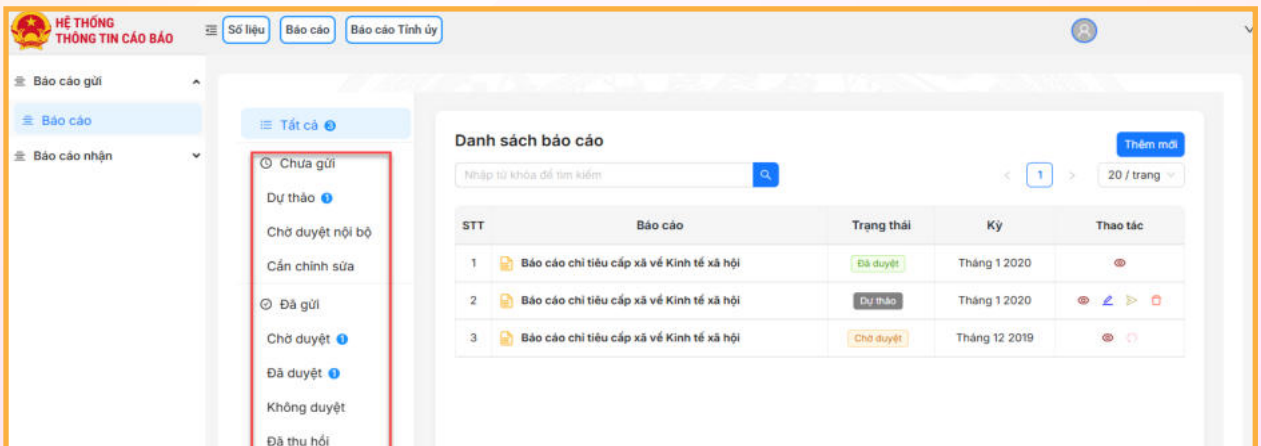 HỆ THỐNG
THÔNG TIN CÁO BÁO
Số liệu Báo cáo Báo cáo Tỉnh ủy
Báo cáo gửi
Báo cáo
Báo cáo nhận
Tất cả 3
Chưa gửi
Dự thảo 1
Chờ duyệt nội bộ
Cần chỉnh sửa
Đã gửi
Chờ duyệt 1
Đã duyệt 1
Không duyệt
Đã thu hồi
Danh sách báo cáo
Thêm mới
Nhập từ khóa để tìm kiếm
< 1 > 20 / trang
STT Báo cáo Trạng thái Kỳ Thao tác
1 Báo cáo chỉ tiêu cấp xã về Kinh tế xã hội Đã duyệt Tháng 1 2020
2 Báo cáo chỉ tiêu cấp xã về Kinh tế xã hội Dự thảo Tháng 1 2020
3 Báo cáo chỉ tiêu cấp xã về Kinh tế xã hội Chờ duyệt Tháng 12 2019